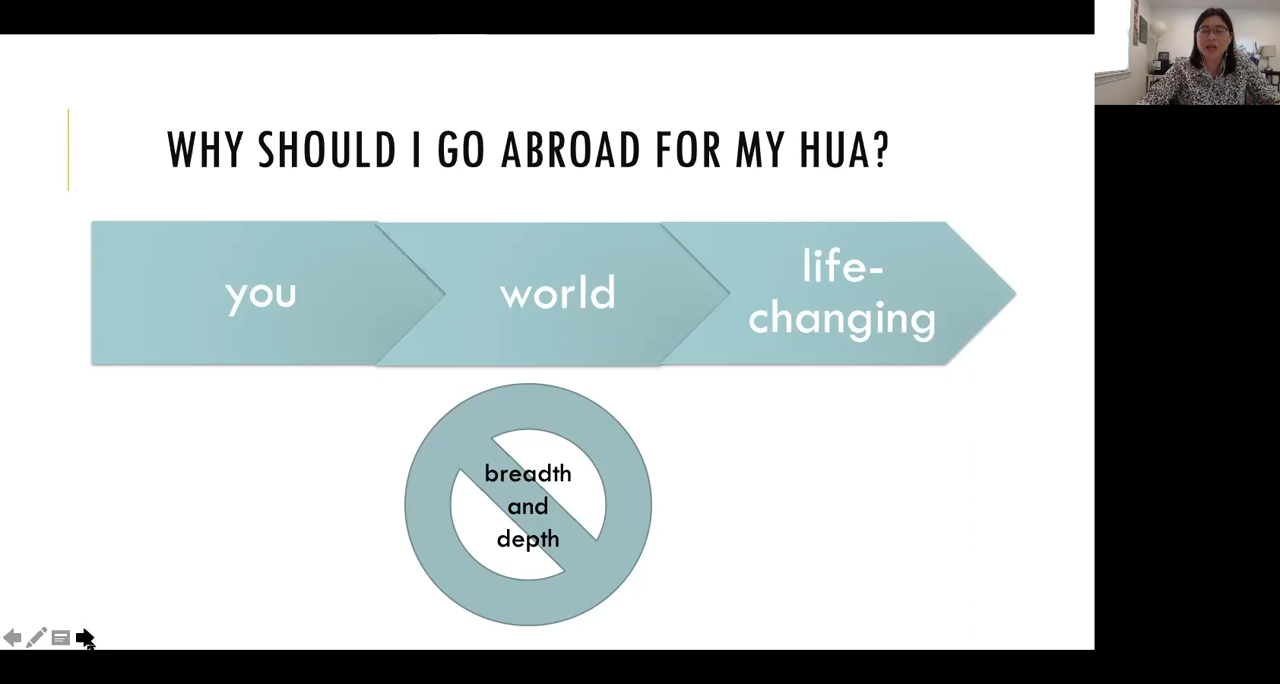 WHY SHOULD I GO ABROAD FOR MY HUA?
you
world
life-
changing
breadth
and
depth